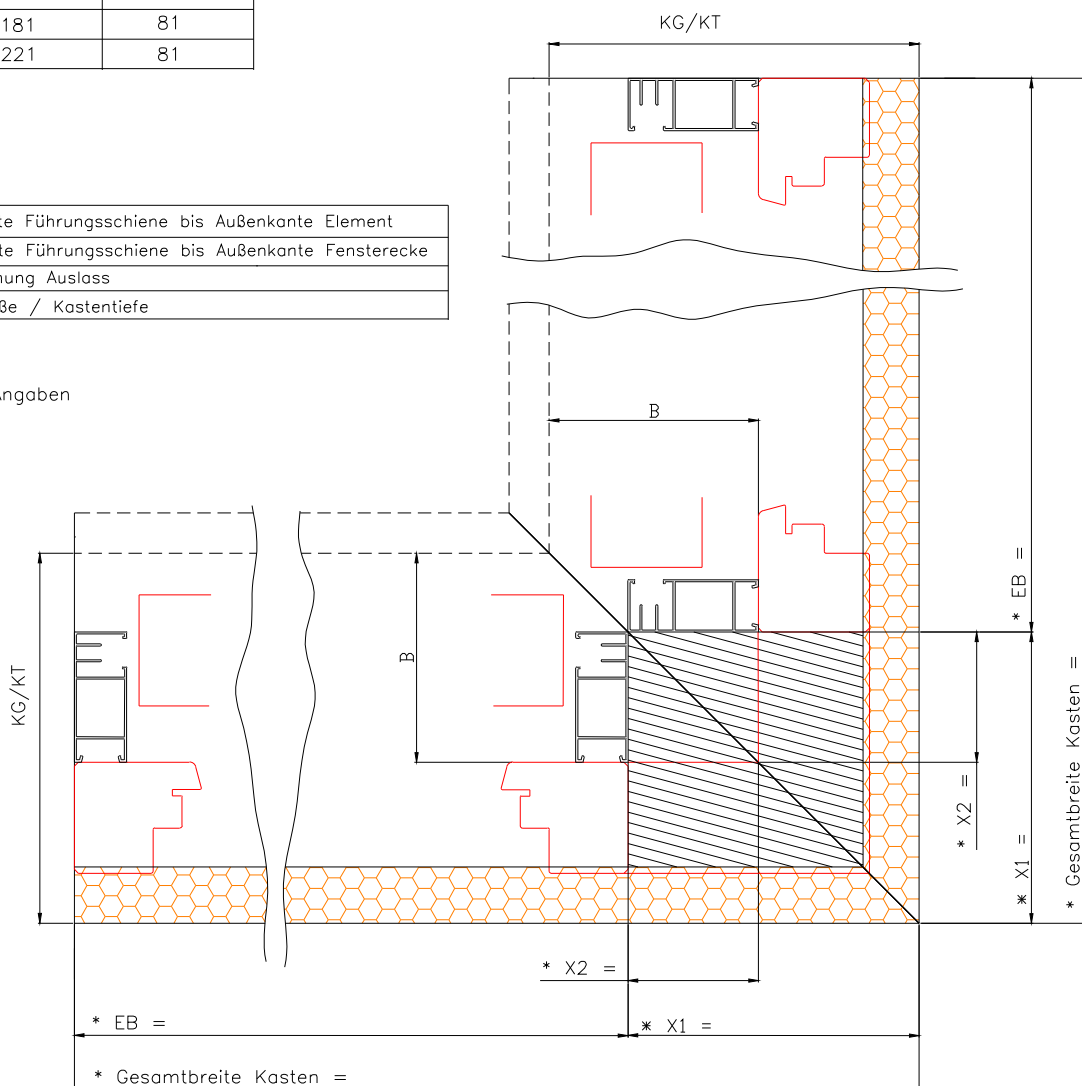 181 81
221 81
KG/KT
te Führungsschiene bis Außenkante Element
te Führungsschiene bis Außenkante Fensterecke
nung Auslass
ße / Kastentiefe
Angaben
B
* EB =
B
KG/KT
* X2 =
* X1 =
* Gesamtbreite Kasten =
* X2 =
* EB =
* X1 =
* Gesamtbreite Kasten =